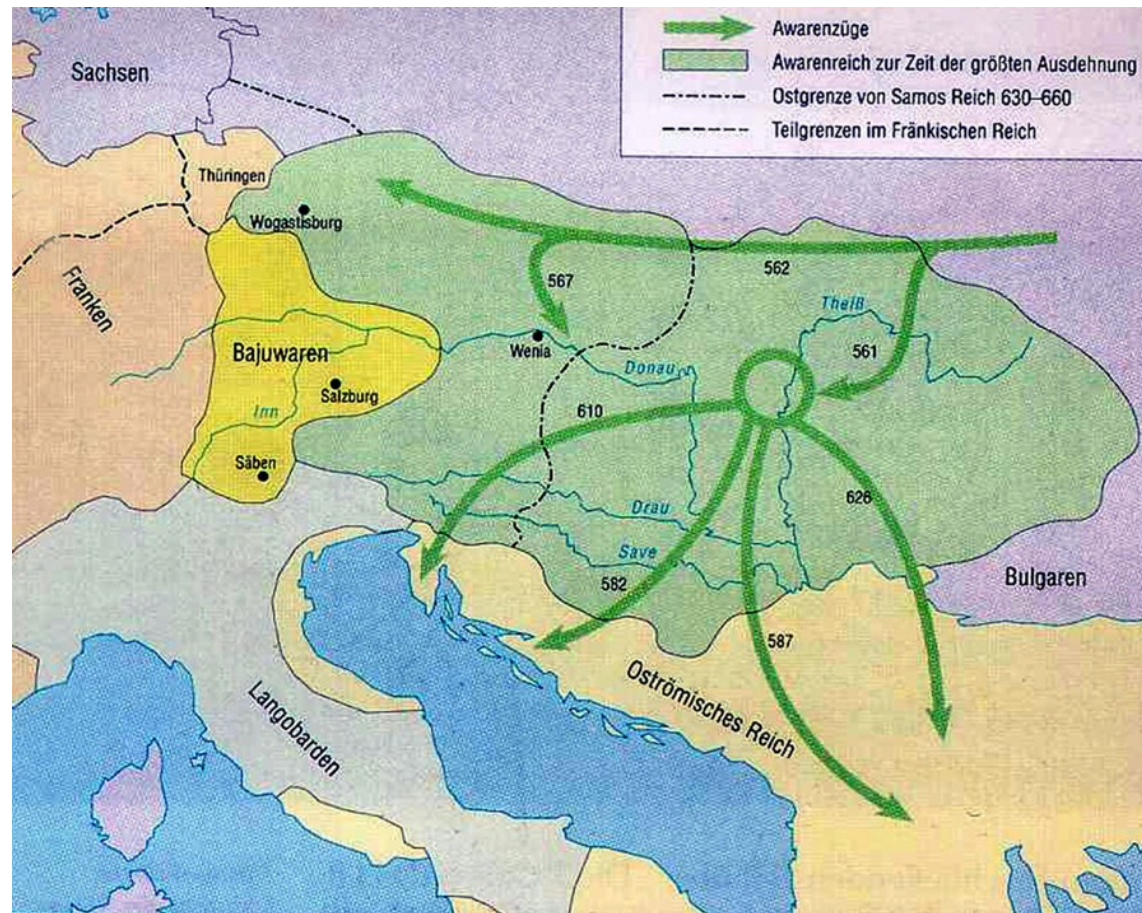 Awarenzüge
Awarenreich zur Zeit der größten Ausdehnung
Ostgrenze von Samos Reich 630–660
Teilgrenzen im Fränkischen Reich
Sachsen
Thüringen
Wogastisburg
Franken
567
562
Theiß
561
Bajuwaren
Wenia
Donau
Salzburg
Inn
610
Säben
626
Drau
Save
582
Bulgaren
587
Oströmisches Reich
Langobarden